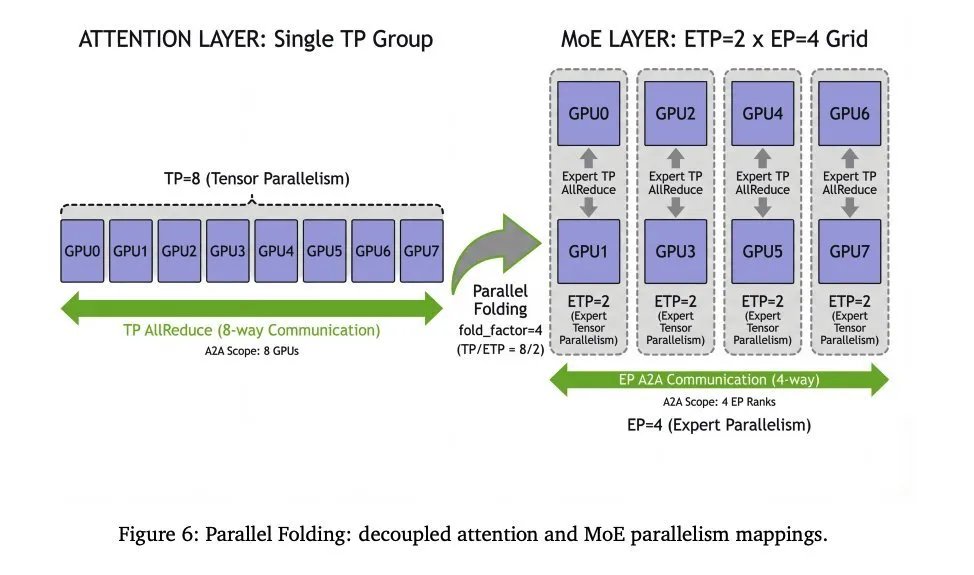 ATTENTION LAYER: Single TP Group
TP=8 (Tensor Parallelism)
GPU0 GPU1 GPU2 GPU3 GPU4 GPU5 GPU6 GPU7
TP AllReduce (8-way Communication)
A2A Scope: 8 GPUs
Parallel
Folding
fold_factor=4
(TP/ETP = 8/2)
MoE LAYER: ETP=2 x EP=4 Grid
GPU0 GPU2 GPU4 GPU6
Expert TP Expert TP Expert TP Expert TP
AllReduce AllReduce AllReduce AllReduce
GPU1 GPU3 GPU5 GPU7
ETP=2 ETP=2 ETP=2 ETP=2
(Expert (Expert (Expert (Expert
Tensor Tensor Tensor Tensor
Parallelism) Parallelism) Parallelism) Parallelism)
EP A2A Communication (4-way)
A2A Scope: 4 EP Ranks
EP=4 (Expert Parallelism)
Figure 6: Parallel Folding: decoupled attention and MoE parallelism mappings.